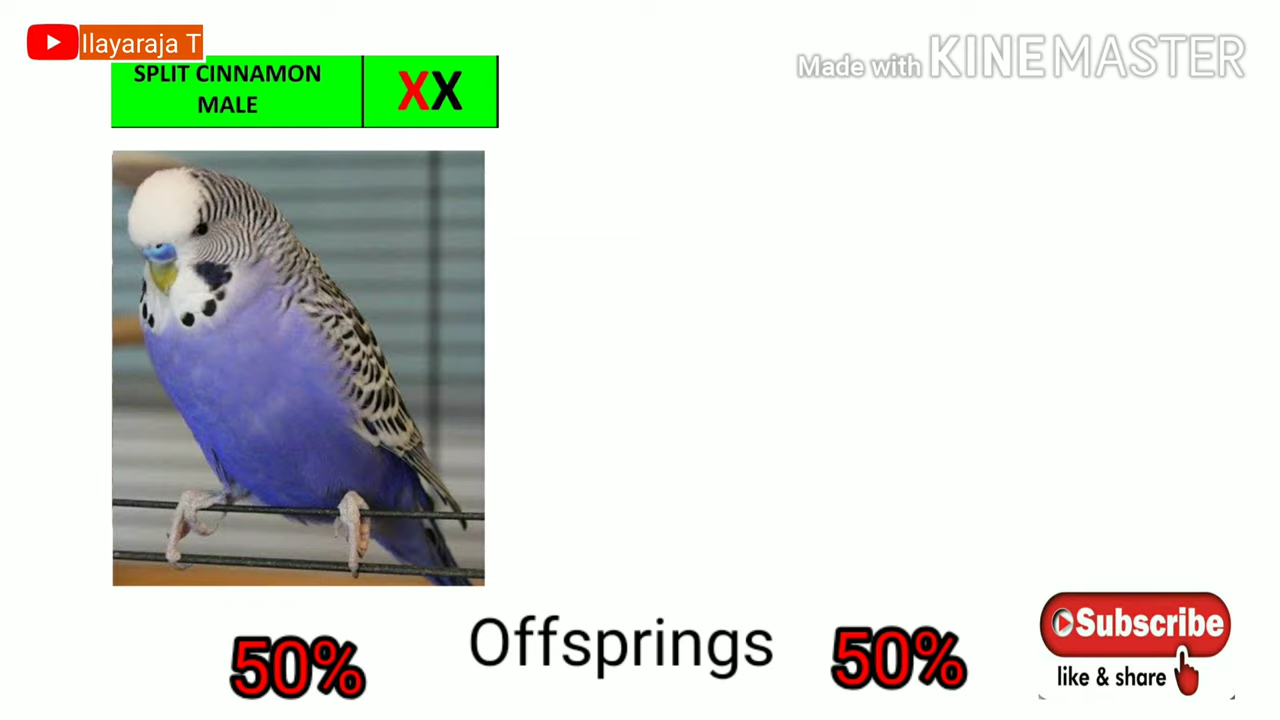 Ilayaraja T
Made with KINEMASTER
SPLIT CINNAMON
MALE
XX
Offsprings
50%
50%
Subscribe
like & share